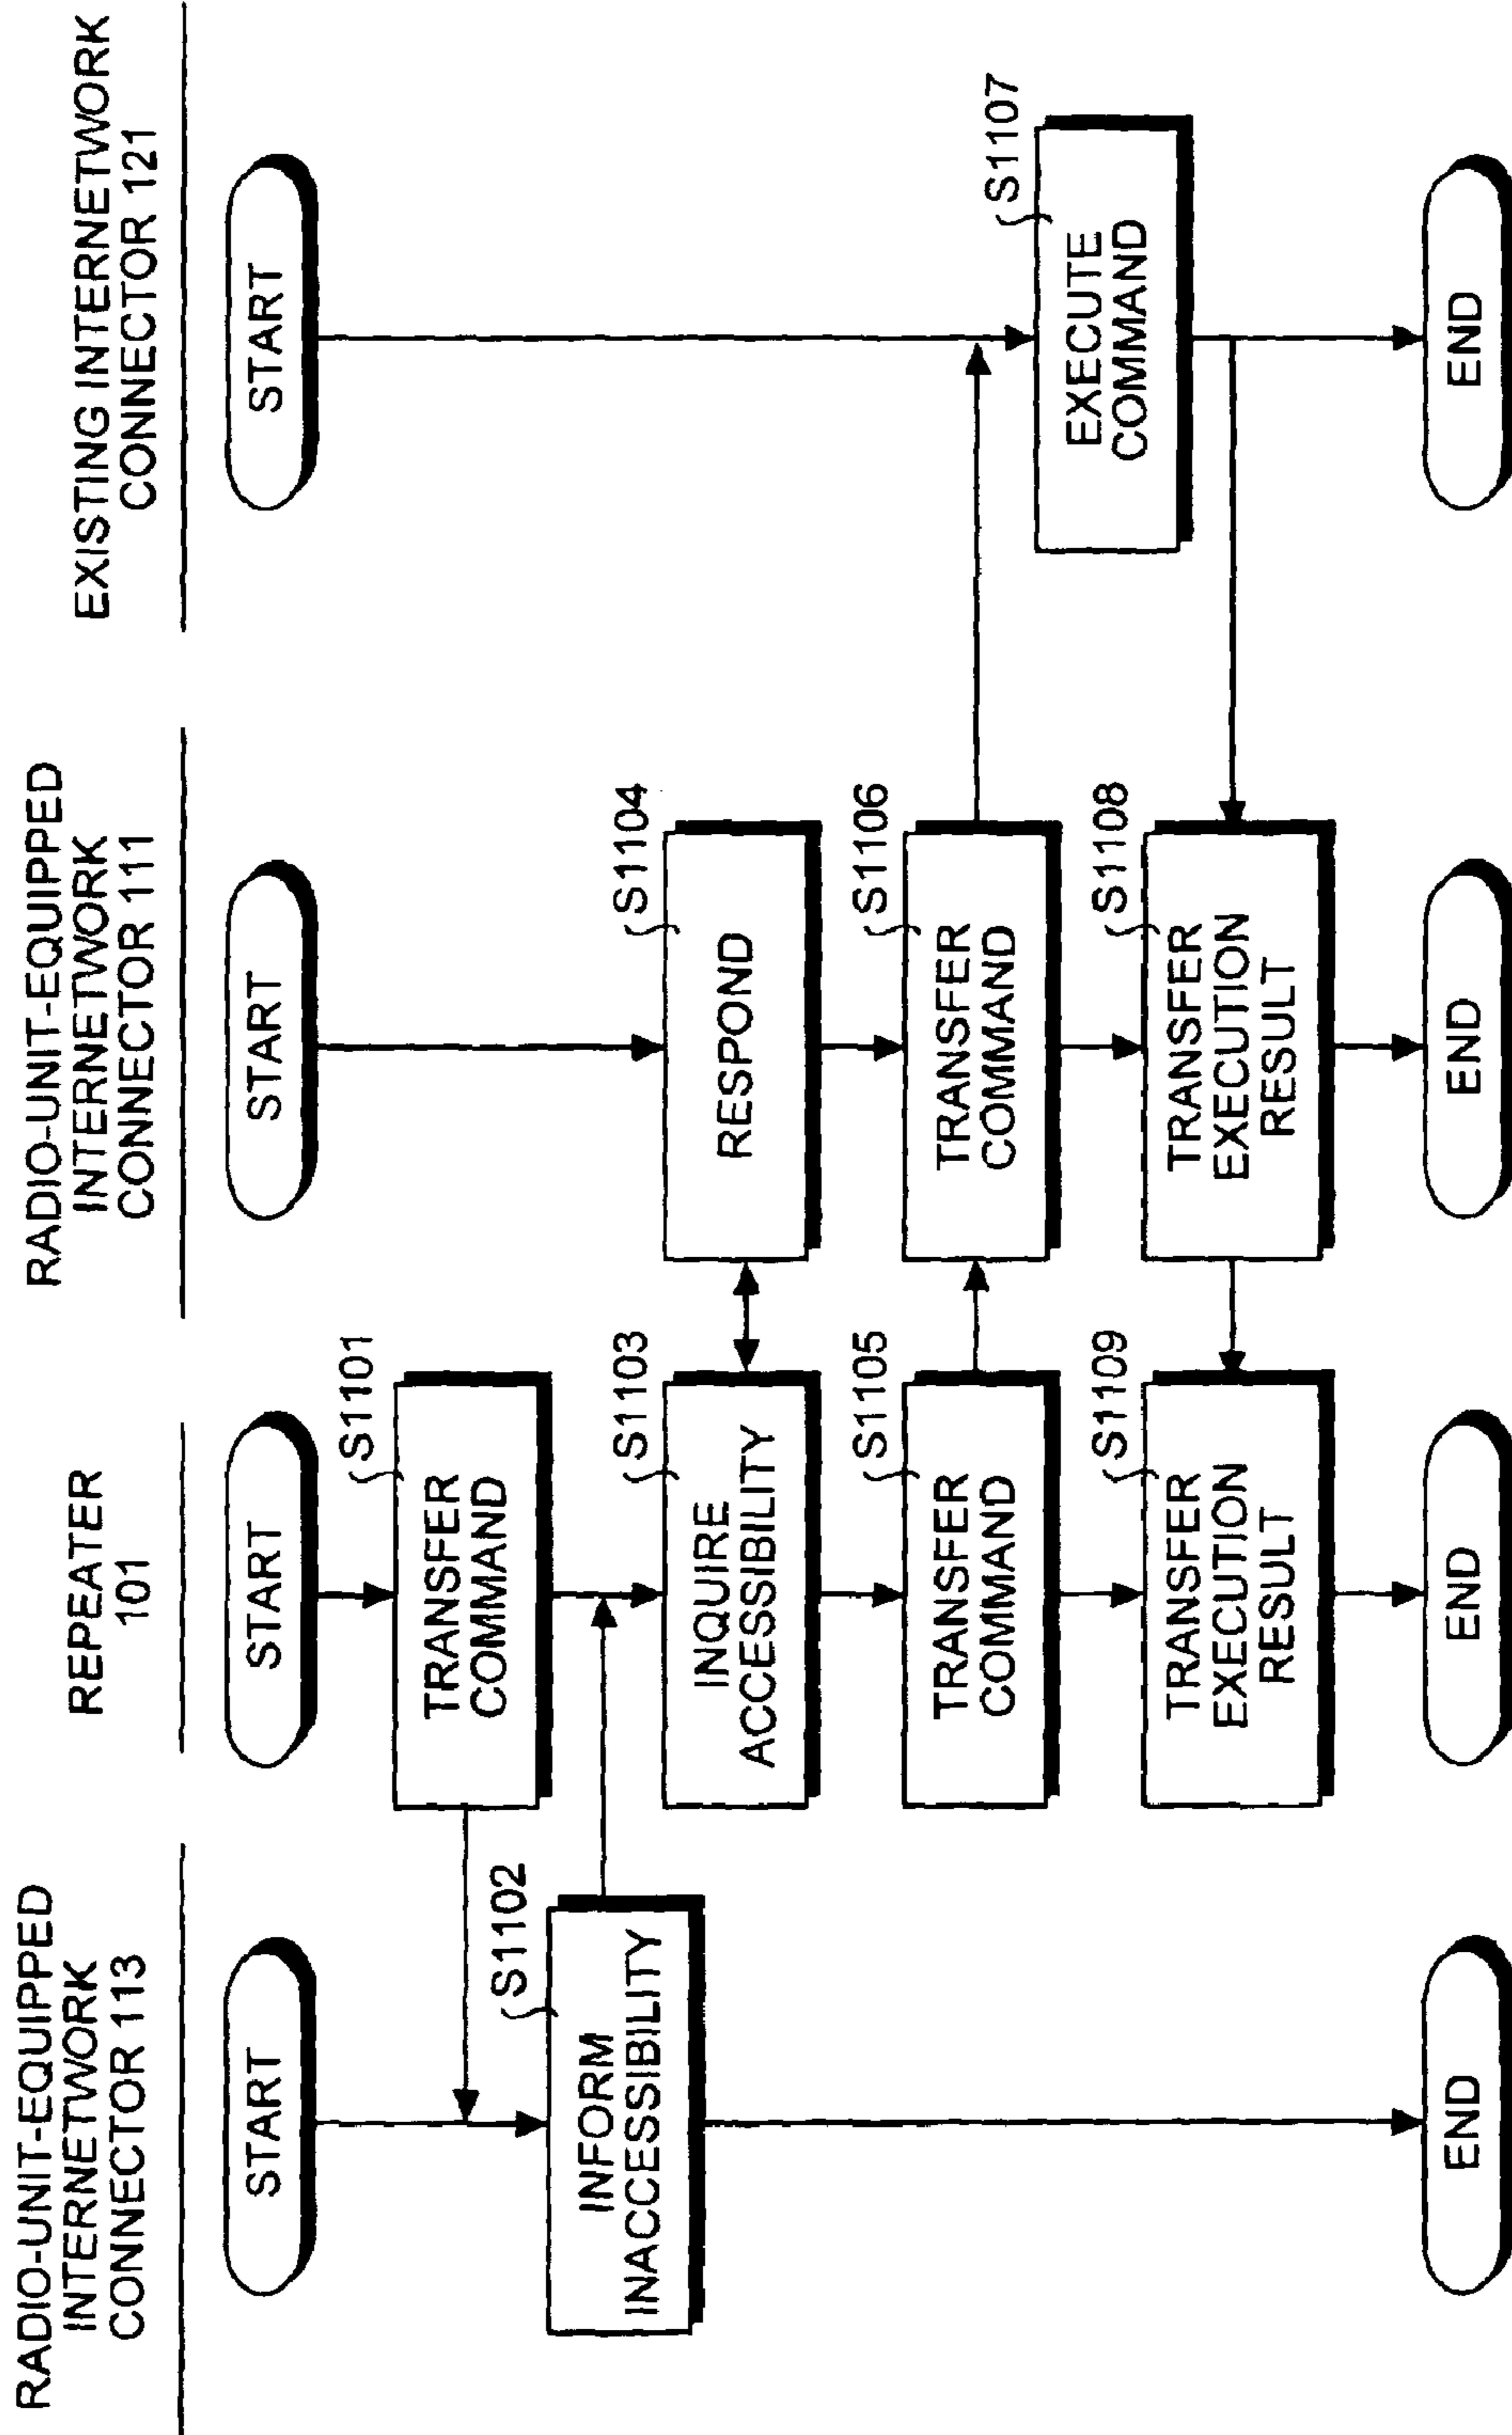 RADIO-UNIT-EQUIPPED
INTERNETWORK
CONNECTOR 113
REPEATER
101
RADIO-UNIT-EQUIPPED
INTERNETWORK
CONNECTOR 111
EXISTING INTERNETWORK
CONNECTOR 121
START
START
START
START
S1101
TRANSFER
COMMAND
S1102
INFORM
INACCESSIBILITY
S1103
INQUIRE
ACCESSIBILITY
S1104
RESPOND
S1105
TRANSFER
COMMAND
S1106
TRANSFER
COMMAND
S1107
EXECUTE
COMMAND
S1109
TRANSFER
EXECUTION
RESULT
S1108
TRANSFER
EXECUTION
RESULT
END
END
END
END